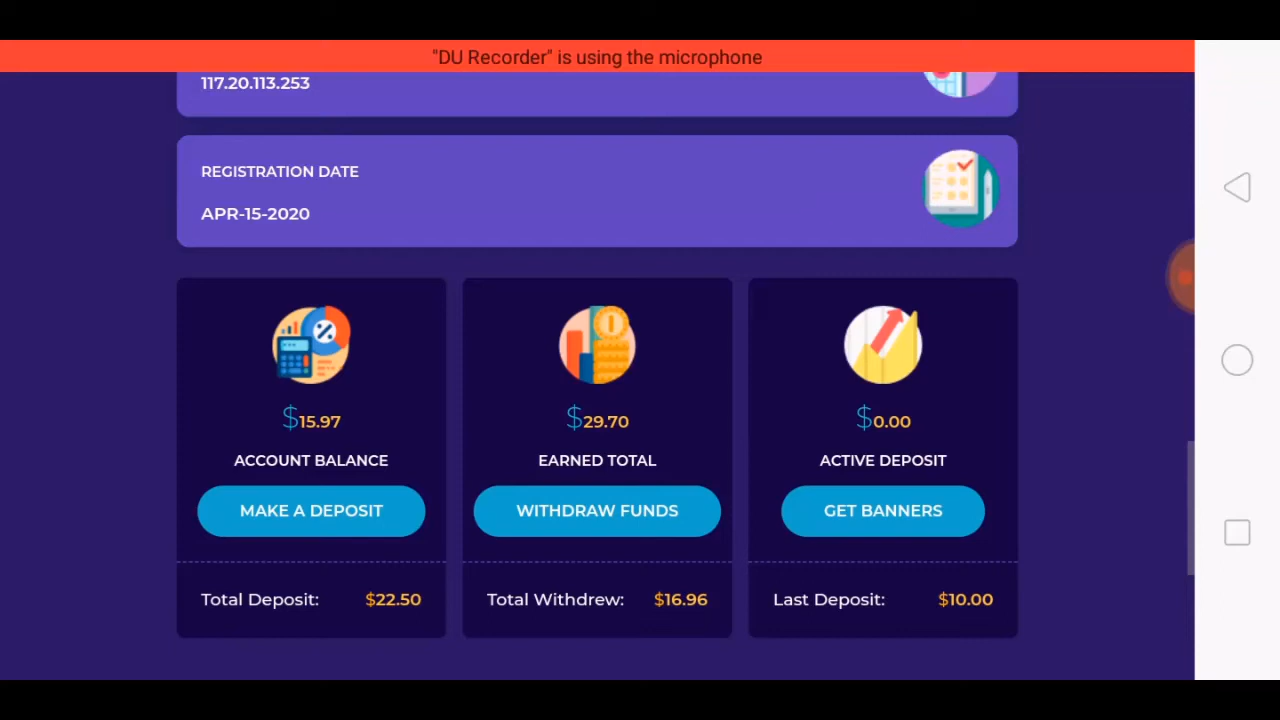 "DU Recorder" is using the microphone
117.20.113.253
REGISTRATION DATE
APR-15-2020
$15.97
ACCOUNT BALANCE
MAKE A DEPOSIT
Total Deposit: $22.50
$29.70
EARNED TOTAL
WITHDRAW FUNDS
Total Withdrew: $16.96
$0.00
ACTIVE DEPOSIT
GET BANNERS
Last Deposit: $10.00